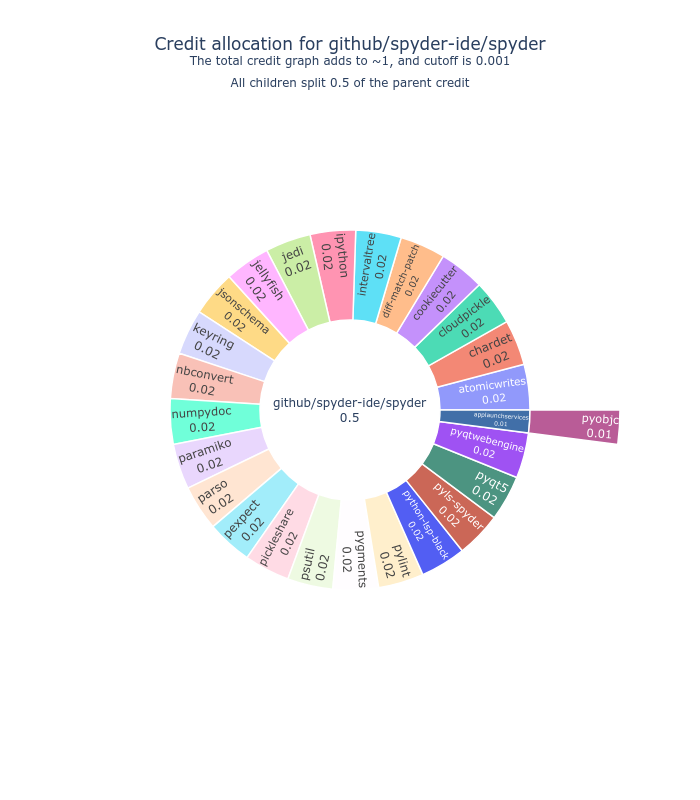 Credit allocation for github/spyder-ide/spyder
The total credit graph adds to ~1, and cutoff is 0.001
All children split 0.5 of the parent credit
github/spyder-ide/spyder
0.5
atomicwrites
0.02
chardet
0.02
cloudpickle
0.02
cookiecutter
0.02
diff-match-patch
0.02
intervaltree
0.02
ipython
0.02
jedi
0.02
jellyfish
0.02
jsonschema
0.02
keyring
0.02
nbconvert
0.02
numpydoc
0.02
paramiko
0.02
parso
0.02
pexpect
0.02
pickleshare
0.02
psutil
0.02
pygments
0.02
pylint
0.02
python-lsp-black
0.02
pyls-spyder
0.02
pyqt5
0.02
pyqtwebengine
0.02
applaunchservices
0.01
pyobjc
0.01